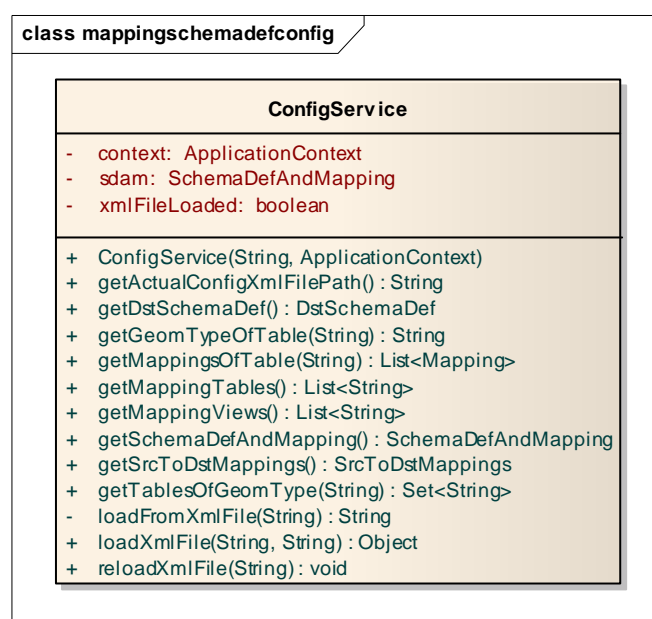 class mappingschemadefconfig
ConfigService
- context: ApplicationContext
- sdam: SchemaDefAndMapping
- xmlFileLoaded: boolean
+ ConfigService(String, ApplicationContext)
+ getActualConfigXmlFilePath() : String
+ getDstSchemaDef() : DstSchemaDef
+ getGeomTypeOfTable(String) : String
+ getMappingsOfTable(String) : List<Mapping>
+ getMappingTables() : List<String>
+ getMappingViews() : List<String>
+ getSchemaDefAndMapping() : SchemaDefAndMapping
+ getSrcToDstMappings() : SrcToDstMappings
+ getTablesOfGeomType(String) : Set<String>
- loadFromXmlFile(String) : String
+ loadXmlFile(String, String) : Object
+ reloadXmlFile(String) : void